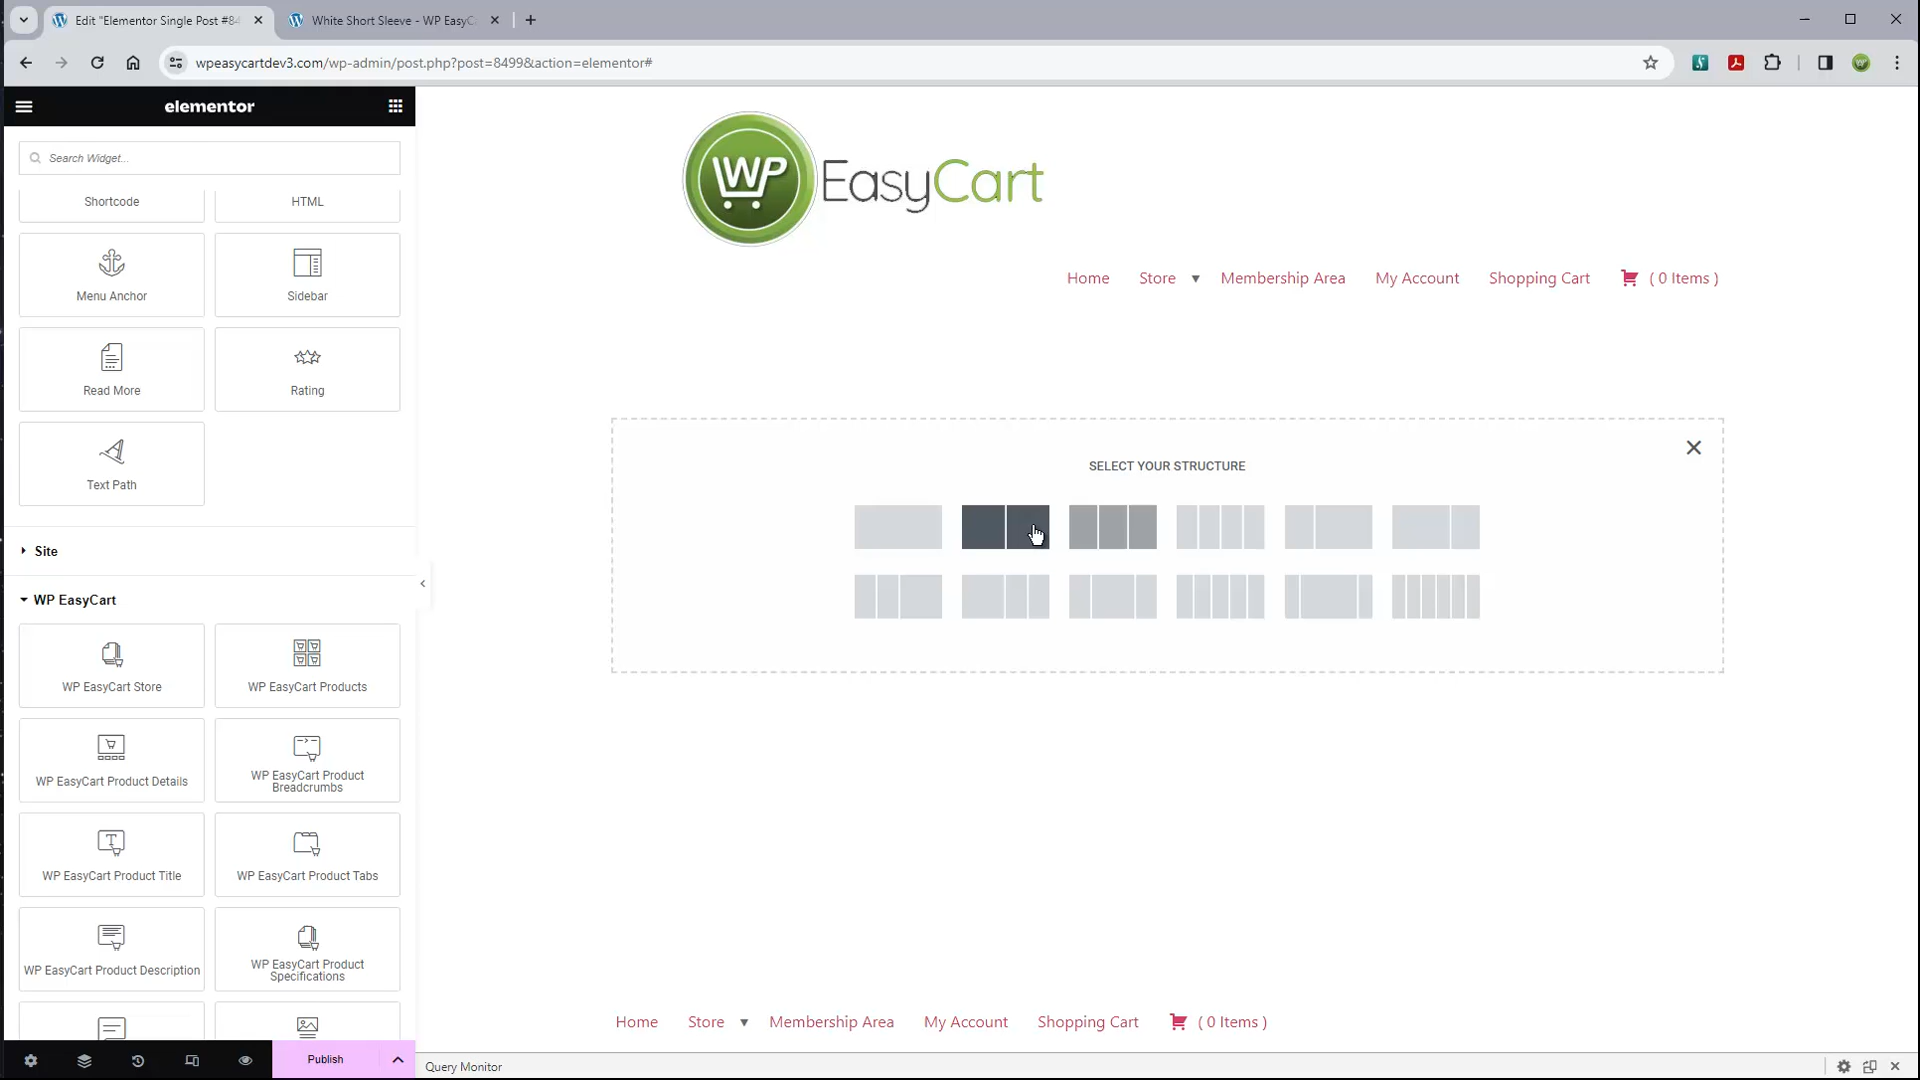 Edit "Elementor Single Post #84
White Short Sleeve - WP EasyC
wpeasycartdev3.com/wp-admin/post.php?post=8499&action=elementor#
elementor
Search Widget...
Shortcode
HTML
Menu Anchor
Sidebar
Read More
Rating
Text Path
Site
WP EasyCart
WP EasyCart Store
WP EasyCart Products
WP EasyCart Product Details
WP EasyCart Product
Breadcrumbs
WP EasyCart Product Title
WP EasyCart Product Tabs
WP EasyCart Product Description
WP EasyCart Product
Specifications
Publish
WP EasyCart
Home Store ▾ Membership Area My Account Shopping Cart ( 0 Items )
SELECT YOUR STRUCTURE
Home Store ▾ Membership Area My Account Shopping Cart ( 0 Items )
Query Monitor